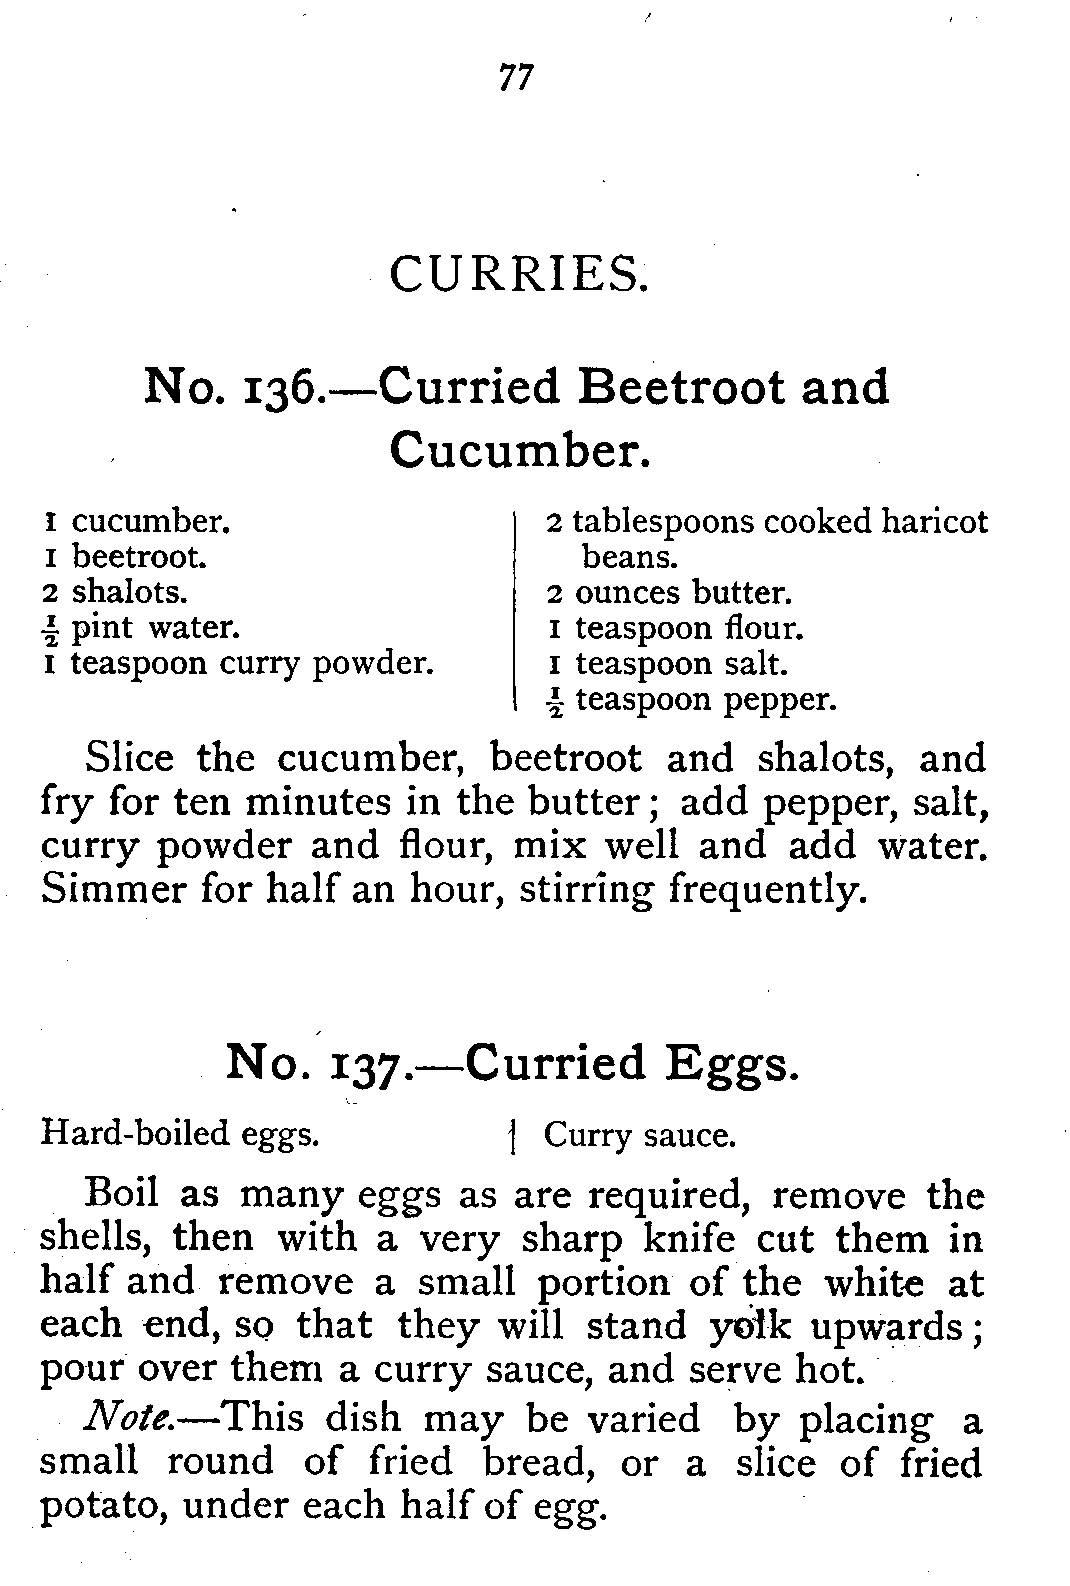 77
CURRIES.
No. 136.—Curried Beetroot and
Cucumber.
1 cucumber.
1 beetroot.
2 shalots.
½ pint water.
1 teaspoon curry powder.
2 tablespoons cooked haricot
beans.
2 ounces butter.
1 teaspoon flour.
1 teaspoon salt.
½ teaspoon pepper.
Slice the cucumber, beetroot and shalots, and
fry for ten minutes in the butter; add pepper, salt,
curry powder and flour, mix well and add water.
Simmer for half an hour, stirring frequently.
No. 137.—Curried Eggs.
Hard-boiled eggs.
Curry sauce.
Boil as many eggs as are required, remove the
shells, then with a very sharp knife cut them in
half and remove a small portion of the white at
each end, so that they will stand yolk upwards;
pour over them a curry sauce, and serve hot.
Note.—This dish may be varied by placing a
small round of fried bread, or a slice of fried
potato, under each half of egg.